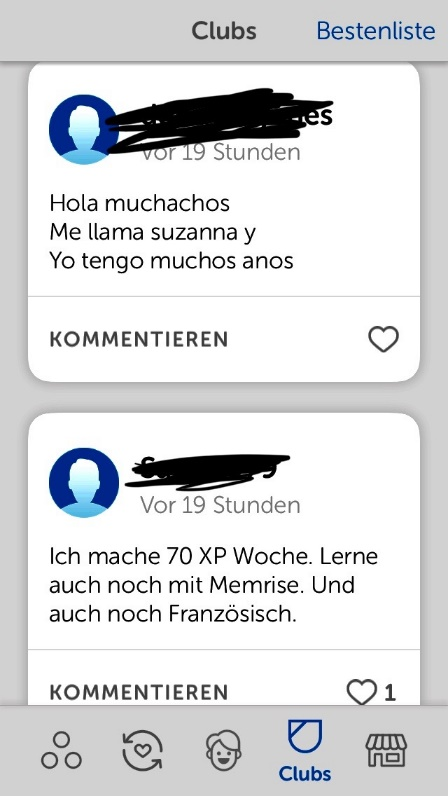 Clubs
Bestenliste
Vor 19 Stunden
Hola muchachos
Me llama suzanna y
Yo tengo muchos anos
KOMMENTIEREN
Vor 19 Stunden
Ich mache 70 XP Woche. Lerne
auch noch mit Memrise. Und
auch noch Französisch.
KOMMENTIEREN
1
Clubs